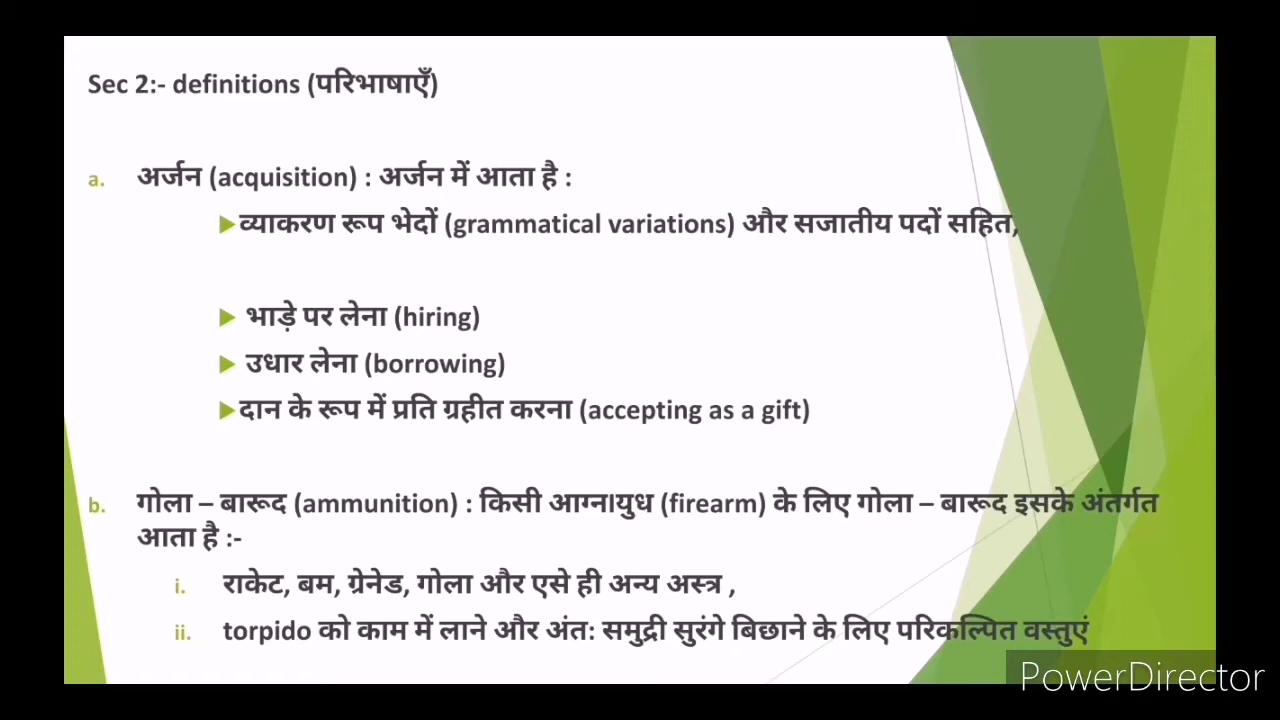 Sec 2:- definitions (परिभाषाएँ)
a. अर्जन (acquisition) : अर्जन में आता है :
व्याकरण रूप भेदों (grammatical variations) और सजातीय पदों सहित,
भाड़े पर लेना (hiring)
उधार लेना (borrowing)
दान के रूप में प्रति ग्रहीत करना (accepting as a gift)
b. गोला – बारूद (ammunition) : किसी आग्नायुध (firearm) के लिए गोला – बारूद इसके अंतर्गत
आता है :-
i. राकेट, बम, ग्रेनेड, गोला और एसे ही अन्य अस्त्र ,
ii. torpido को काम में लाने और अंत: समुद्री सुरंगे बिछाने के लिए परिकल्पित वस्तुएं
PowerDirector